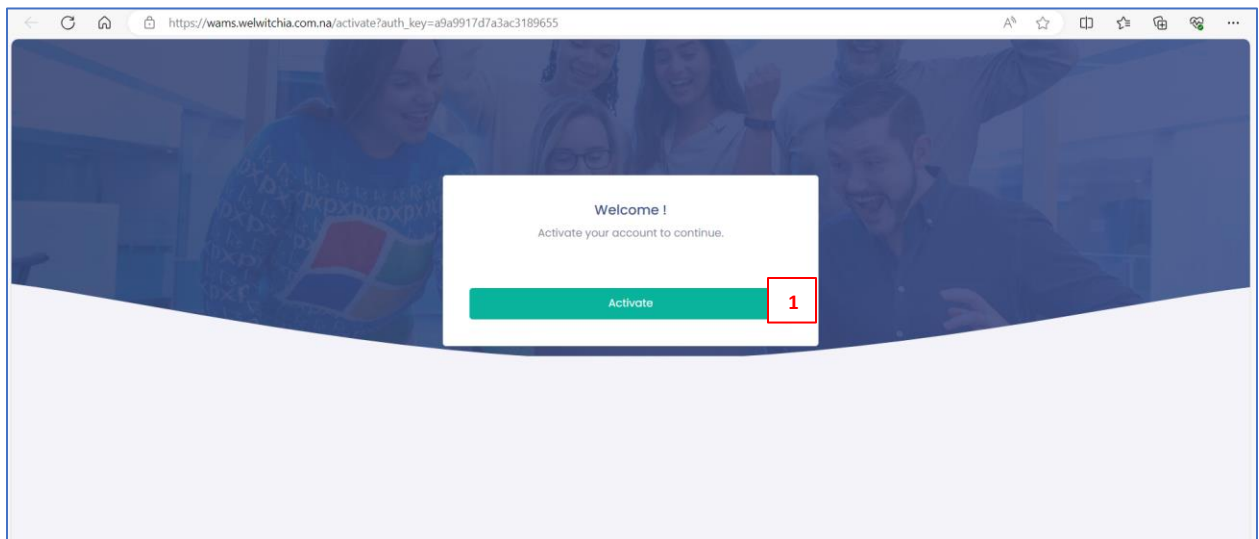 https://wams.welwitchia.com.na/activate?auth_key=a9a9917d7a3ac3189655
Welcome !
Activate your account to continue.
Activate
1